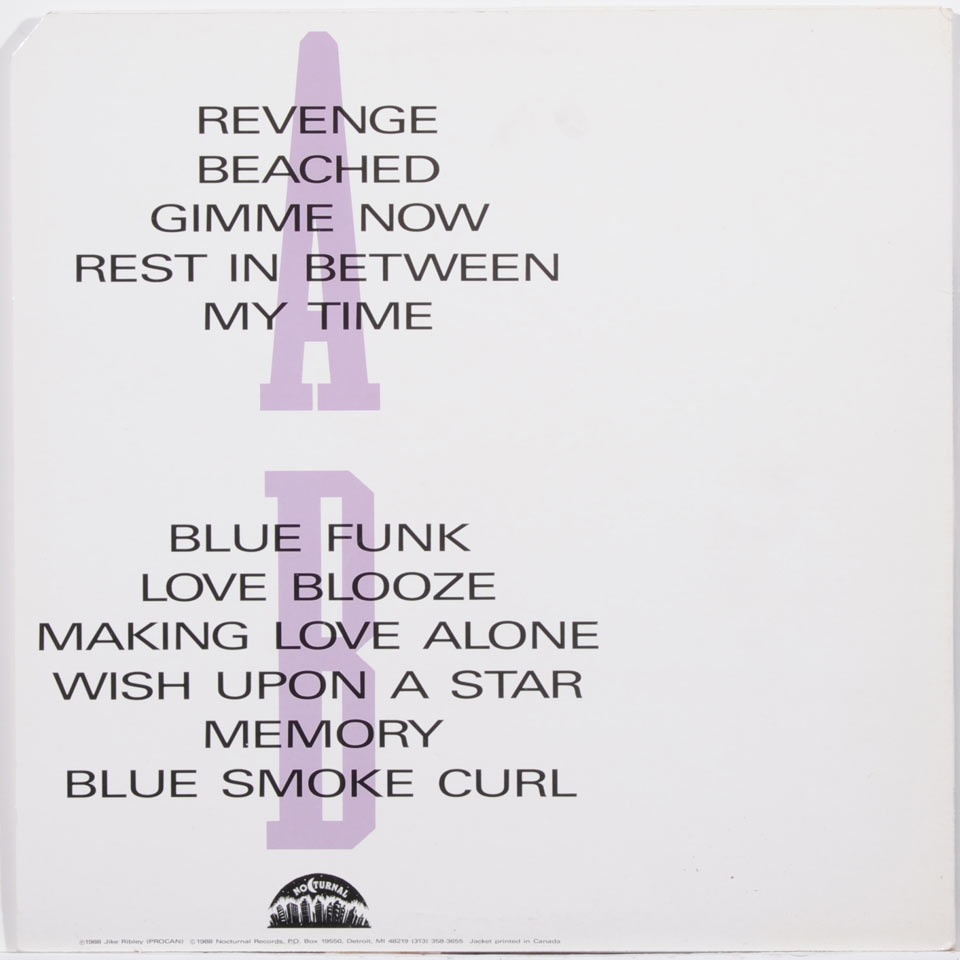 A
REVENGE
BEACHED
GIMME NOW
REST IN BETWEEN
MY TIME
B
BLUE FUNK
LOVE BLOOZE
MAKING LOVE ALONE
WISH UPON A STAR
MEMORY
BLUE SMOKE CURL
NOCTURNAL
©1988 Jike Ribley (PROCAN) ©1988 Nocturnal Records, P.O. Box 19550, Detroit, MI 48219 (313) 358-3655 Jacket printed in Canada